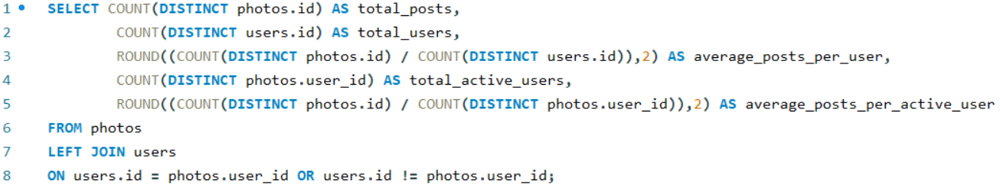 1 SELECT COUNT(DISTINCT photos.id) AS total_posts,
2 COUNT(DISTINCT users.id) AS total_users,
3 ROUND((COUNT(DISTINCT photos.id) / COUNT(DISTINCT users.id)),2) AS average_posts_per_user,
4 COUNT(DISTINCT photos.user_id) AS total_active_users,
5 ROUND((COUNT(DISTINCT photos.id) / COUNT(DISTINCT photos.user_id)),2) AS average_posts_per_active_user
6 FROM photos
7 LEFT JOIN users
8 ON users.id = photos.user_id OR users.id != photos.user_id;